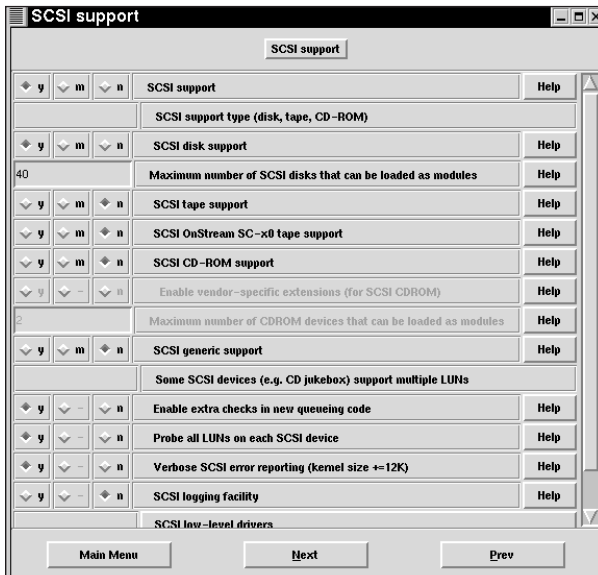 SCSI support
SCSI support
y m n SCSI support Help
SCSI support type (disk, tape, CD-ROM)
y m n SCSI disk support Help
40 Maximum number of SCSI disks that can be loaded as modules Help
y m n SCSI tape support Help
y m n SCSI OnStream SC-x0 tape support Help
y m n SCSI CD-ROM support Help
y - n Enable vendor-specific extensions (for SCSI CDROM) Help
2 Maximum number of CDROM devices that can be loaded as modules Help
y m n SCSI generic support Help
Some SCSI devices (e.g. CD jukebox) support multiple LUNs
y - n Enable extra checks in new queueing code Help
y - n Probe all LUNs on each SCSI device Help
y - n Verbose SCSI error reporting (kernel size +=12K) Help
y - n SCSI logging facility Help
SCSI low-level drivers
Main Menu Next Prev